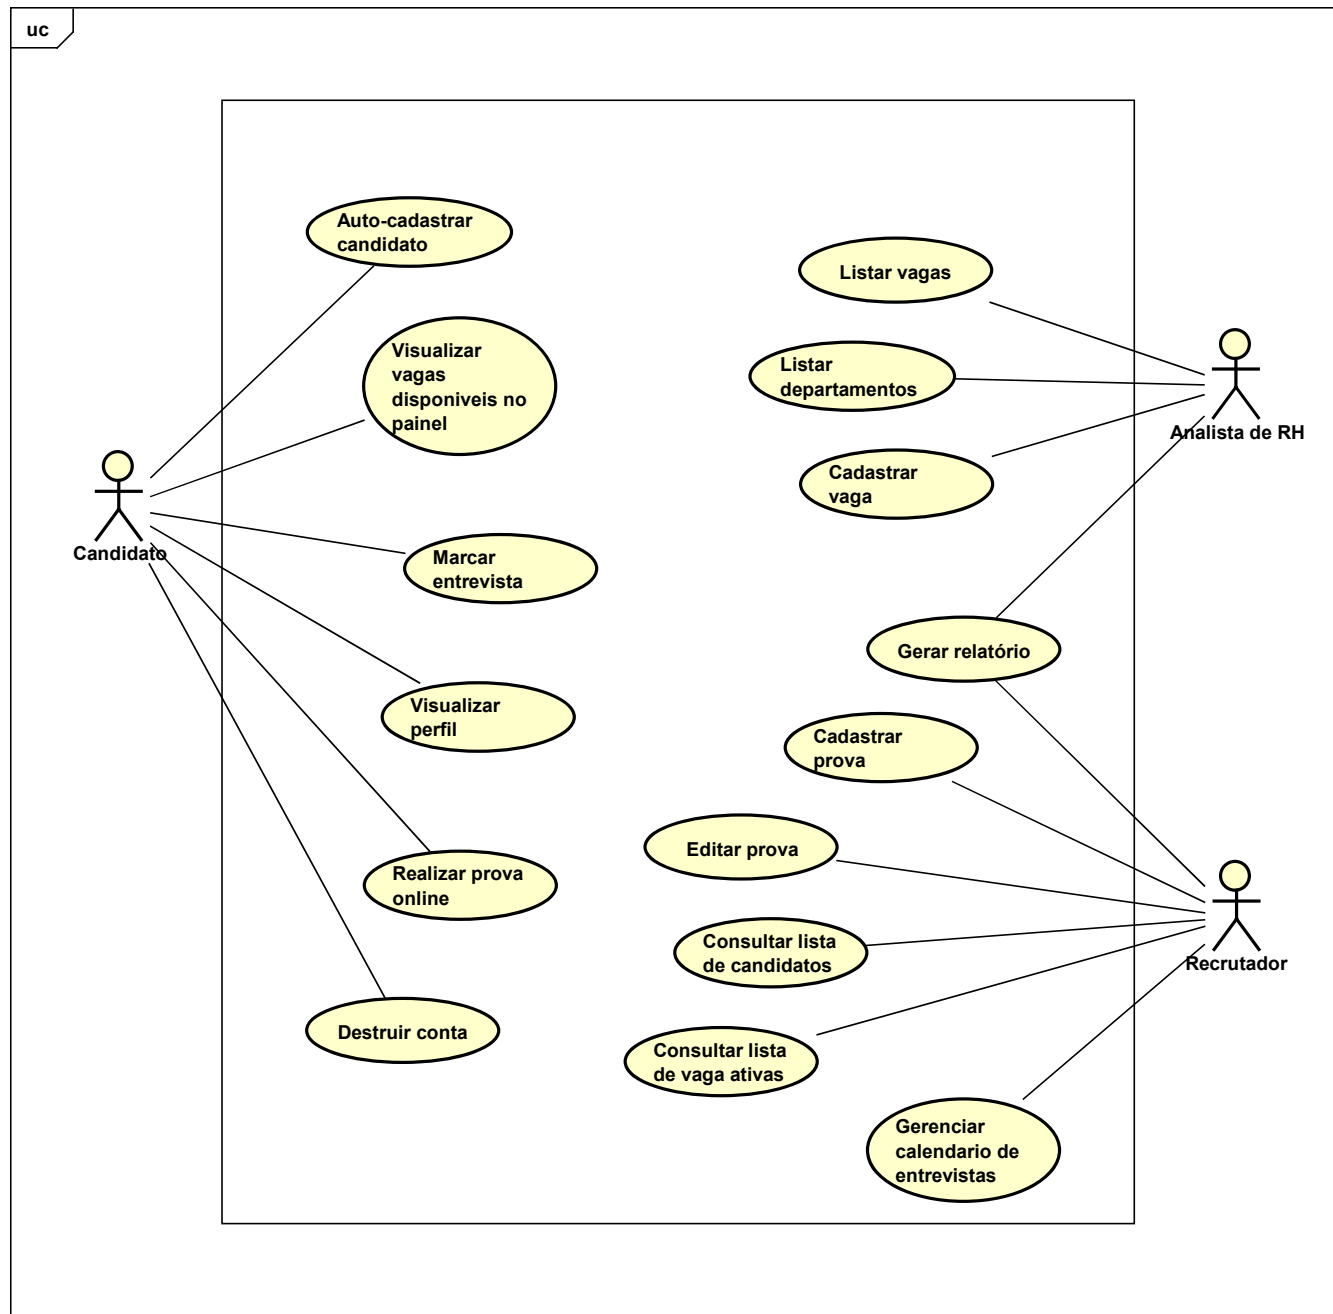 uc
Auto-cadastrar
candidato
Listar vagas
Visualizar
vagas
disponiveis no
painel
Listar
departamentos
Analista de RH
Cadastrar
vaga
Candidato
Marcar
entrevista
Gerar relatório
Visualizar
perfil
Cadastrar
prova
Editar prova
Realizar prova
online
Consultar lista
de candidatos
Recrutador
Destruir conta
Consultar lista
de vaga ativas
Gerenciar
calendario de
entrevistas